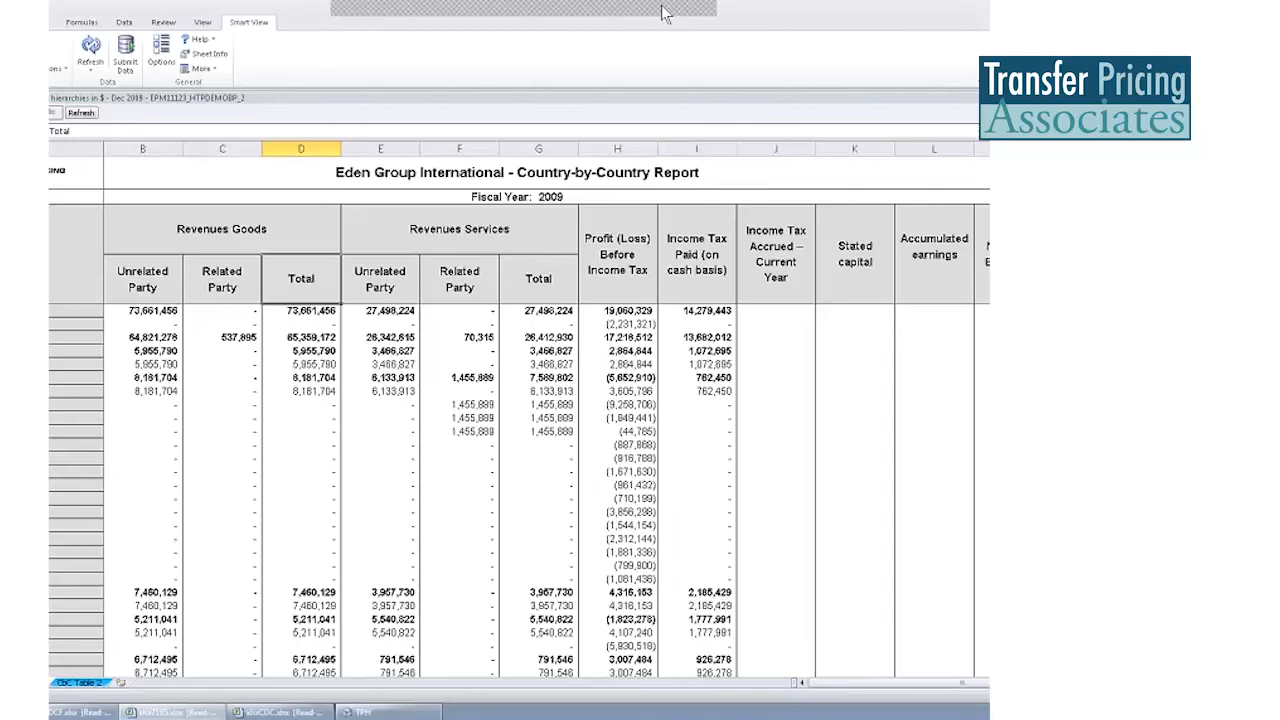 Formulas Data Review View Smart View
Refresh Submit Data Options Help Sheet Info More
Data General
hierarchies in $ - Dec 2009 - EPM11123_HTPDEMOBP_2
Refresh
Total
Transfer Pricing
Associates
B C D E F G H I J K L
Eden Group International - Country-by-Country Report
Fiscal Year: 2009
Revenues Goods Revenues Services Profit (Loss) Before Income Tax Income Tax Paid (on cash basis) Income Tax Accrued – Current Year Stated capital Accumulated earnings
Unrelated Party Related Party Total Unrelated Party Related Party Total
73,661,456 - 73,661,456 27,498,224 - 27,498,224 19,060,329 14,279,443
- - - - - - (2,231,321) -
64,821,278 537,895 65,359,172 26,342,615 70,315 26,412,930 17,218,512 13,682,012
5,955,790 - 5,955,790 3,466,827 - 3,466,827 2,864,844 1,072,695
5,955,790 - 5,955,790 3,466,827 - 3,466,827 2,864,844 1,072,695
8,181,704 - 8,181,704 6,133,913 1,455,889 7,589,802 (5,652,910) 762,450
8,181,704 - 8,181,704 6,133,913 - 6,133,913 3,605,796 762,450
- - - - 1,455,889 1,455,889 (9,258,706) -
- - - - 1,455,889 1,455,889 (1,849,441) -
- - - - 1,455,889 1,455,889 (44,785) -
- - - - - - (887,868) -
- - - - - - (916,788) -
- - - - - - (1,671,630) -
- - - - - - (961,432) -
- - - - - - (710,199) -
- - - - - - (3,856,298) -
- - - - - - (1,544,154) -
- - - - - - (2,312,144) -
- - - - - - (1,881,336) -
- - - - - - (799,900) -
- - - - - - (1,081,436) -
7,460,129 - 7,460,129 3,957,730 - 3,957,730 4,316,153 2,185,429
7,460,129 - 7,460,129 3,957,730 - 3,957,730 4,316,153 2,185,429
5,211,041 - 5,211,041 5,540,822 - 5,540,822 (1,823,278) 1,777,991
5,211,041 - 5,211,041 5,540,822 - 5,540,822 4,107,240 1,777,991
- - - - - - (5,930,518) -
6,712,495 - 6,712,495 791,546 - 791,546 3,007,484 926,278
6,712,495 - 6,712,495 791,546 - 791,546 3,007,484 926,278
CbC Table 2
TPM